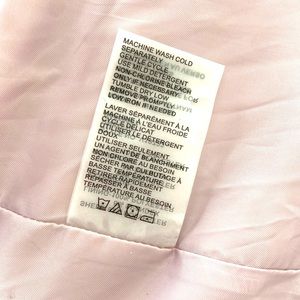 MACHINE WASH COLD
SEPARATELY
GENTLE CYCLE
USE MILD DETERGENT
NON-CHLORINE BLEACH
ONLY IF NECESSARY
TUMBLE DRY LOW
REMOVE PROMPTLY
LOW IRON IF NEEDED
LAVER SÉPARÉMENT À LA
MACHINE À L'EAU FROIDE
CYCLE DÉLICAT
UTILISER LE DÉTERGENT
DOUX
UTILISER SEULEMENT
UN AGENT DE BLANCHIMENT
NON CHLORÉ AU BESOIN
SÉCHER PAR CULBUTAGE À
BASSE TEMPÉRATURE
RETIRER RAPIDEMENT
REPASSER À BASSE
TEMPÉRATURE AU BESOIN